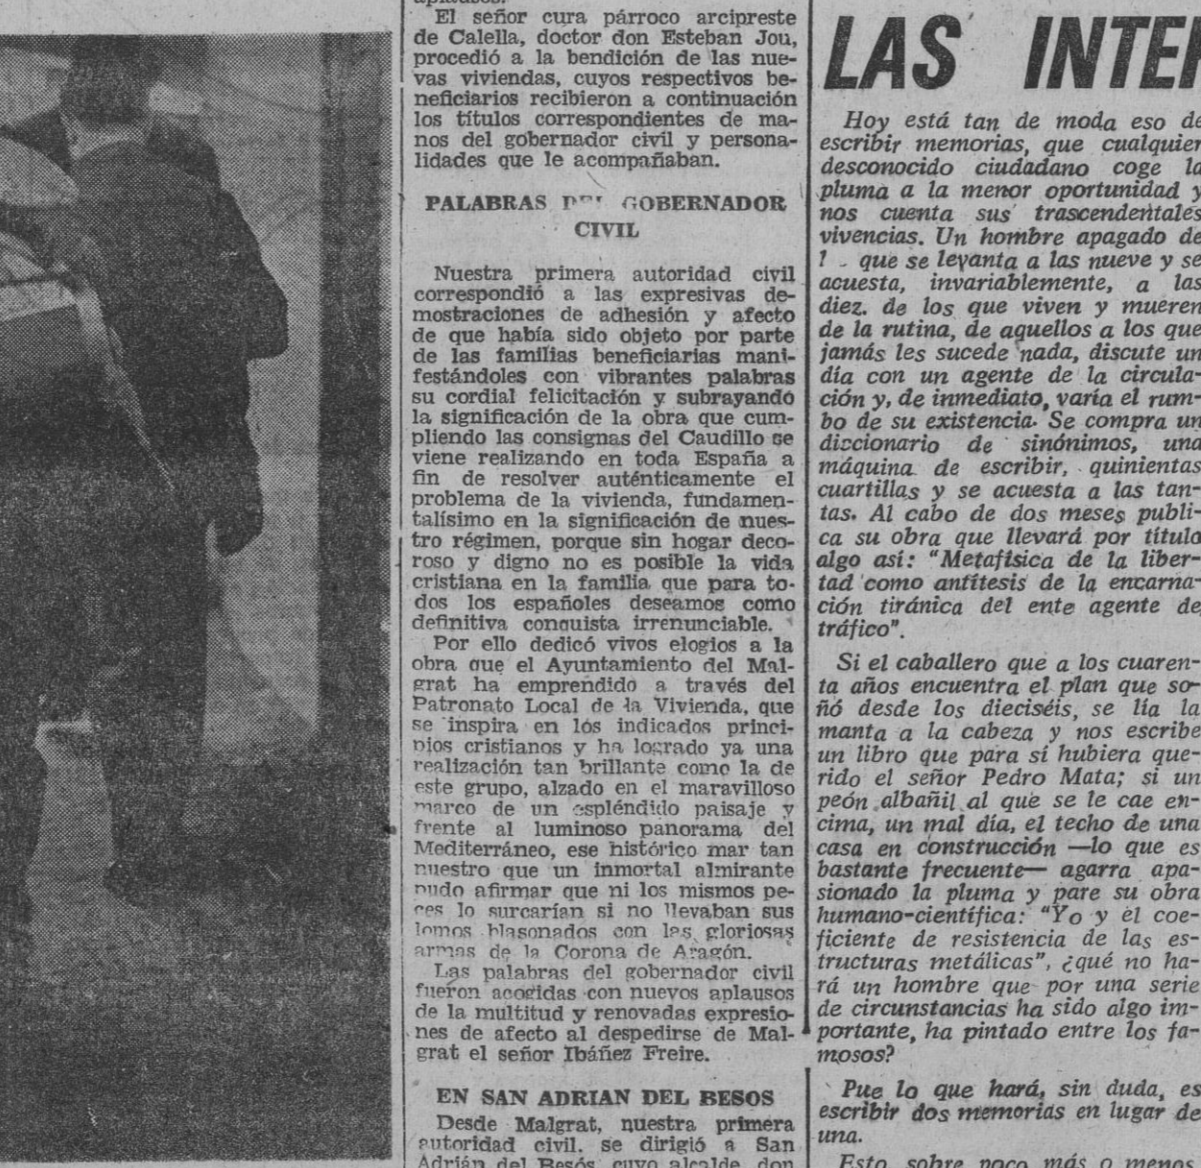 aplausos.
El señor cura párroco arcipreste
de Calella, doctor don Esteban Jou,
procedió a la bendición de las nue-
vas viviendas, cuyos respectivos be-
neficiarios recibieron a continuación
los títulos correspondientes de ma-
nos del gobernador civil y persona-
lidades que le acompañaban.
PALABRAS DEL GOBERNADOR
CIVIL
Nuestra primera autoridad civil
correspondió a las expresivas de-
mostraciones de adhesión y afecto
de que había sido objeto por parte
de las familias beneficiarias mani-
festándoles con vibrantes palabras
su cordial felicitación y subrayando
la significación de la obra que cum-
pliendo las consignas del Caudillo se
viene realizando en toda España a
fin de resolver auténticamente el
problema de la vivienda, fundamen-
talísimo en la significación de nues-
tro régimen, porque sin hogar deco-
roso y digno no es posible la vida
cristiana en la familia que para to-
dos los españoles deseamos como
definitiva conquista irrenunciable.
Por ello dedicó vivos elogios a la
obra que el Ayuntamiento del Mal-
grat ha emprendido a través del
Patronato Local de la Vivienda, que
se inspira en lós indicados princi-
pios cristianos y ha logrado ya una
realización tan brillante como la de
este grupo, alzado en el maravilloso
marco de un espléndido paisaje y
frente al luminoso panorama del
Mediterráneo, ese histórico mar tan
nuestro que un inmortal almirante
pudo afirmar que ni los mismos pe-
ces lo surcarían si no llevaban sus
lomos blasonados con las gloriosas
armas de la Corona de Aragón.
Las palabras del gobernador civil
fueron acogidas con nuevos aplausos
de la multitud y renovadas expresio-
nes de afecto al despedirse de Mal-
grat el señor Ibáñez Freire.
EN SAN ADRIAN DEL BESOS
Desde Malgrat, nuestra primera
autoridad civil. se dirigió a San
Adrián del Besós, cuyo alcalde, don
LAS INTER
Hoy está tan de moda eso de
escribir memorias, que cualquier
desconocido ciudadano coge la
pluma a la menor oportunidad y
nos cuenta sus trascendentales
vivencias. Un hombre apagado de
que se levanta a las nueve y se
acuesta, invariablemente, a las
diez. de los que viven y mueren
de la rutina, de aquellos a los que
jamás les sucede nada, discute un
día con un agente de la circula-
ción y, de inmediato, varía el rum-
bo de su existencia. Se compra un
diccionario de sinónimos, una
máquina de escribir, quinientas
cuartillas y se acuesta a las tan-
tas. Al cabo de dos meses publi-
ca su obra que llevará por título
algo así: "Metafísica de la liber-
tad como antítesis de la encarna-
ción tiránica del ente agente de
tráfico".
Si el caballero que a los cuaren-
ta años encuentra el plan que so-
ñó desde los dieciséis, se lía la
manta a la cabeza y nos escribe
un libro que para sí hubiera que-
rido el señor Pedro Mata; si un
peón albañil al que se le cae en-
cima, un mal día, el techo de una
casa en construcción —lo que es
bastante frecuente— agarra apa-
sionado la pluma y pare su obra
humano-científica: "Yo y el coe-
ficiente de resistencia de las es-
tructuras metálicas", ¿qué no ha-
rá un hombre que por una serie
de circunstancias ha sido algo im-
portante, ha pintado entre los fa-
mosos?
Pue lo que hará, sin duda, es
escribir dos memorias en lugar de
una.
Esto, sobre poco más o menos,